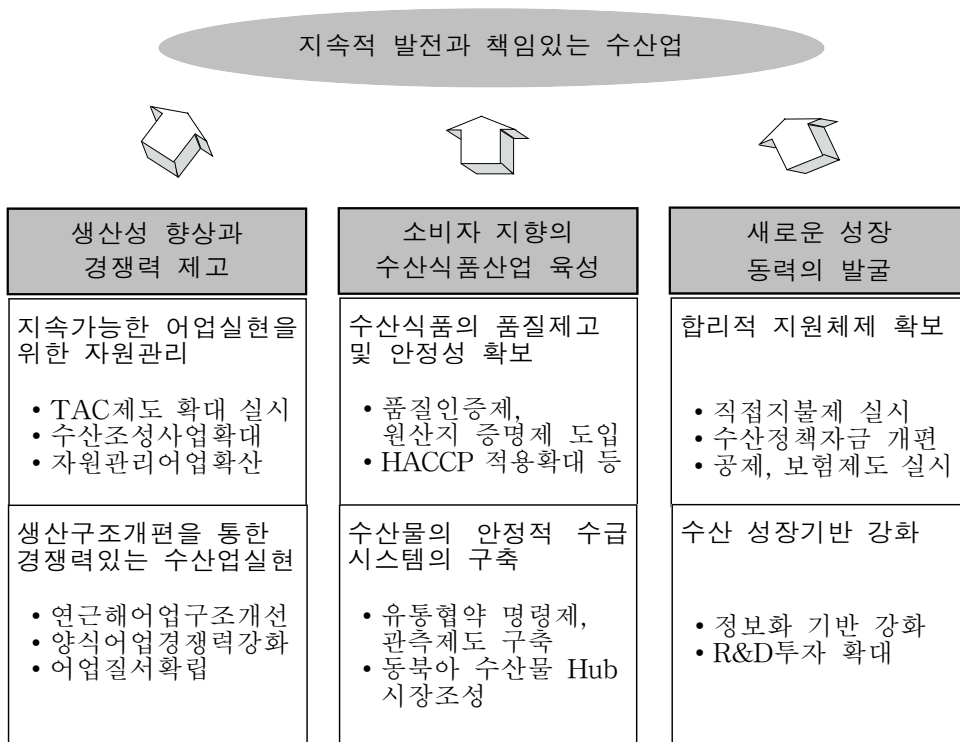 지속적 발전과 책임있는 수산업
생산성 향상과
경쟁력 제고
지속가능한 어업실현을
위한 자원관리
• TAC제도 확대 실시
• 수산조성사업확대
• 자원관리어업확산
생산구조개편을 통한
경쟁력있는 수산업실현
• 연근해어업구조개선
• 양식어업경쟁력강화
• 어업질서확립
소비자 지향의
수산식품산업 육성
수산식품의 품질제고
및 안정성 확보
• 품질인증제,
원산지 증명제 도입
• HACCP 적용확대 등
수산물의 안정적 수급
시스템의 구축
• 유통협약 명령제,
관측제도 구축
• 동북아 수산물 Hub
시장조성
새로운 성장
동력의 발굴
합리적 지원체제 확보
• 직접지불제 실시
• 수산정책자금 개편
• 공제, 보험제도 실시
수산 성장기반 강화
• 정보화 기반 강화
• R&D투자 확대